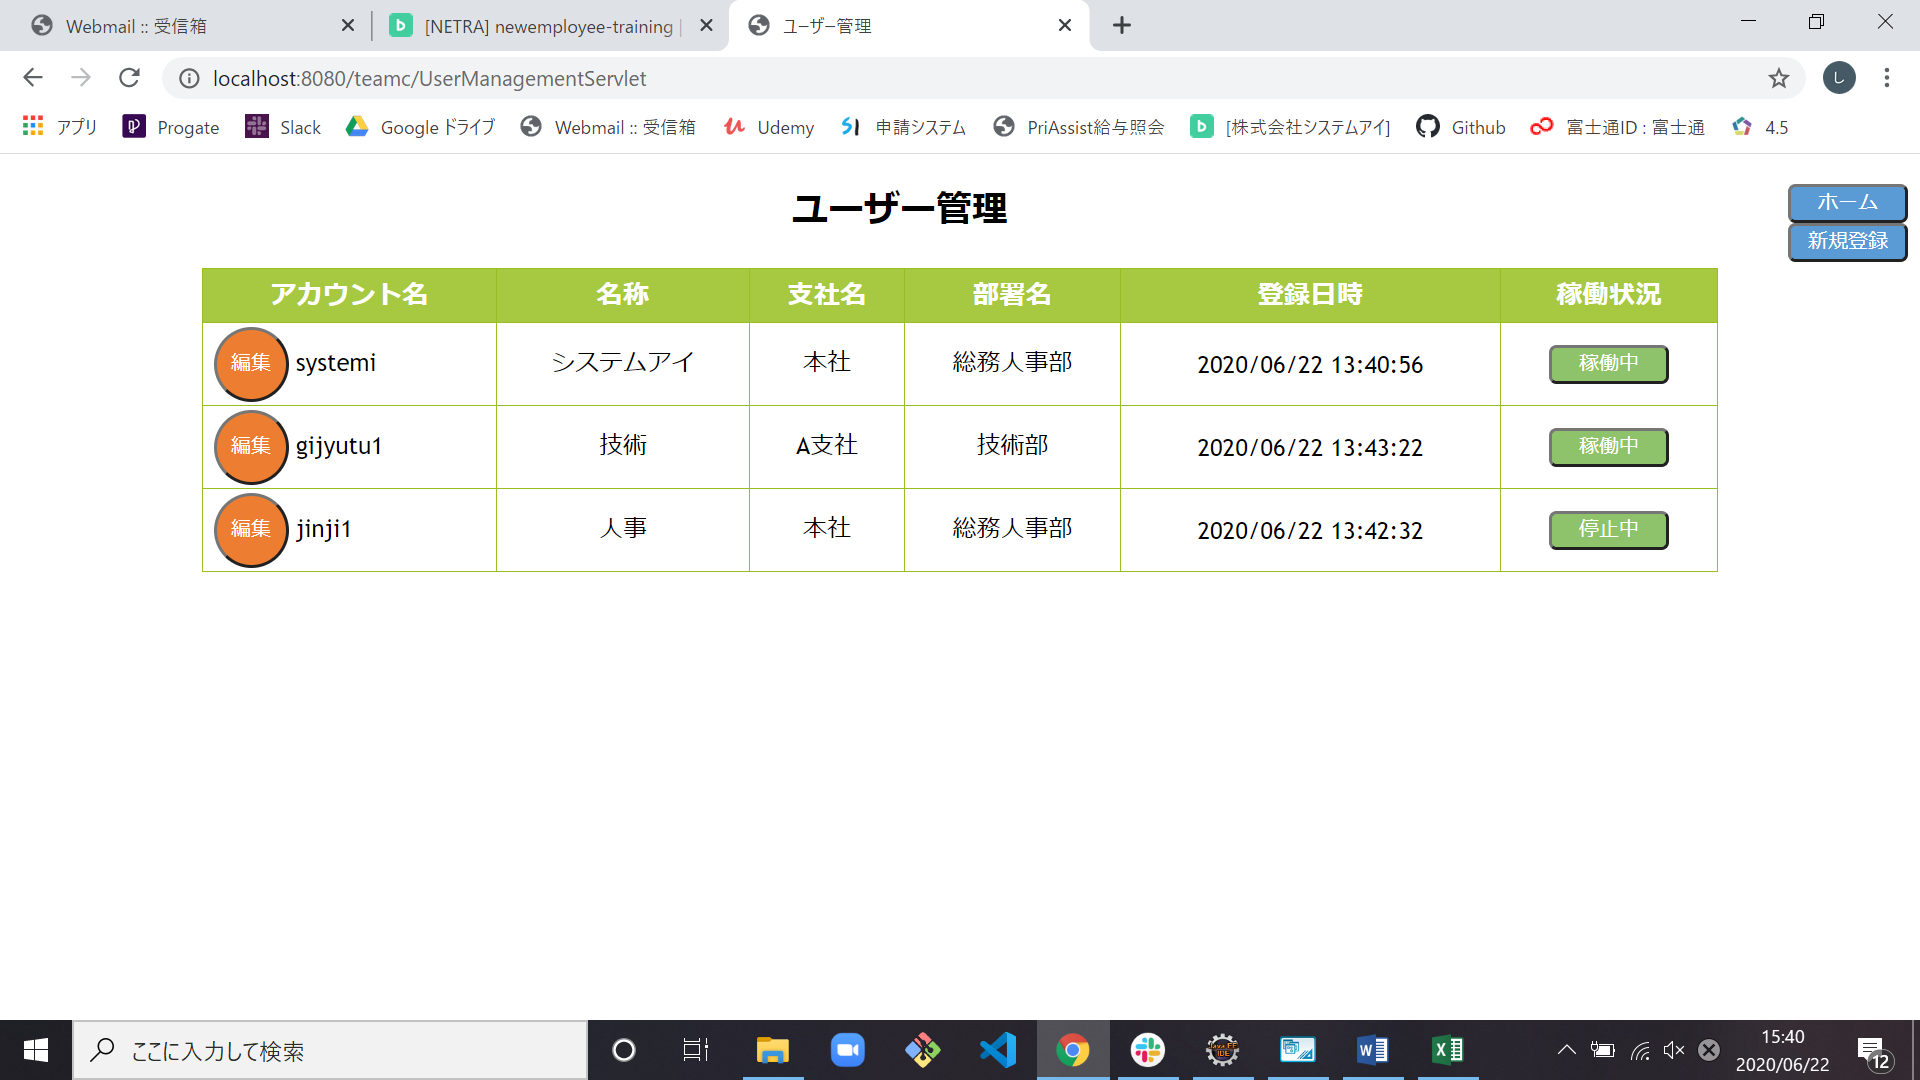 Webmail :: 受信箱
[NETRA] newemployee-training |
ユーザー管理
localhost:8080/teamc/UserManagementServlet
し
アプリ
Progate
Slack
Google ドライブ
Webmail :: 受信箱
Udemy
申請システム
PriAssist給与照会
[株式会社システムアイ]
Github
富士通ID : 富士通
4.5
ユーザー管理
ホーム
新規登録
アカウント名 名称 支社名 部署名 登録日時 稼働状況
編集 systemi システムアイ 本社 総務人事部 2020/06/22 13:40:56 稼働中
編集 gijyutu1 技術 A支社 技術部 2020/06/22 13:43:22 稼働中
編集 jinji1 人事 本社 総務人事部 2020/06/22 13:42:32 停止中
ここに入力して検索
15:40
2020/06/22
12